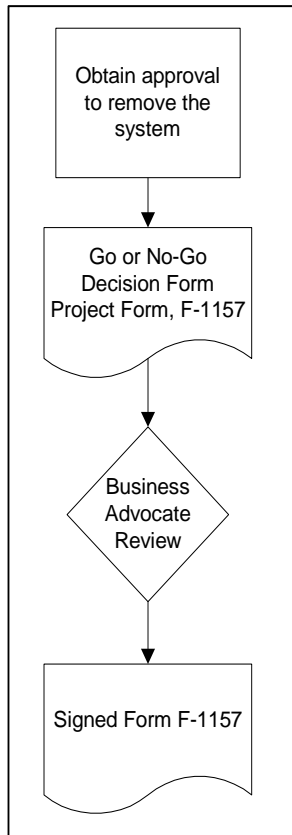 Obtain approval
to remove the
system
Go or No-Go
Decision Form
Project Form, F-1157
Business
Advocate
Review
Signed Form F-1157